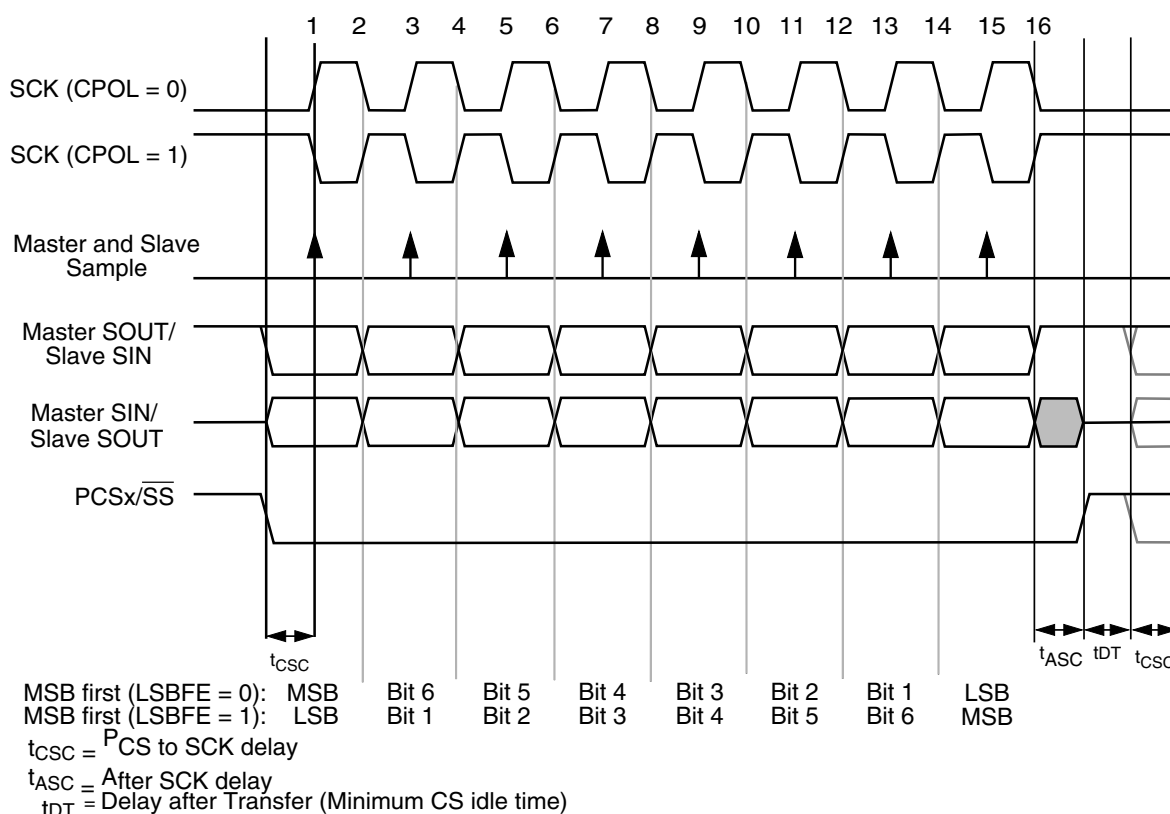 1 2 3 4 5 6 7 8 9 10 11 12 13 14 15 16
SCK (CPOL = 0)
SCK (CPOL = 1)
Master and Slave
Sample
Master SOUT/
Slave SIN
Master SIN/
Slave SOUT
PCSx/SS
tCSC
tASC tDT tCSC
MSB first (LSBFE = 0): MSB Bit 6 Bit 5 Bit 4 Bit 3 Bit 2 Bit 1 LSB
MSB first (LSBFE = 1): LSB Bit 1 Bit 2 Bit 3 Bit 4 Bit 5 Bit 6 MSB
tCSC = PCS to SCK delay
tASC = After SCK delay
tDT = Delay after Transfer (Minimum CS idle time)